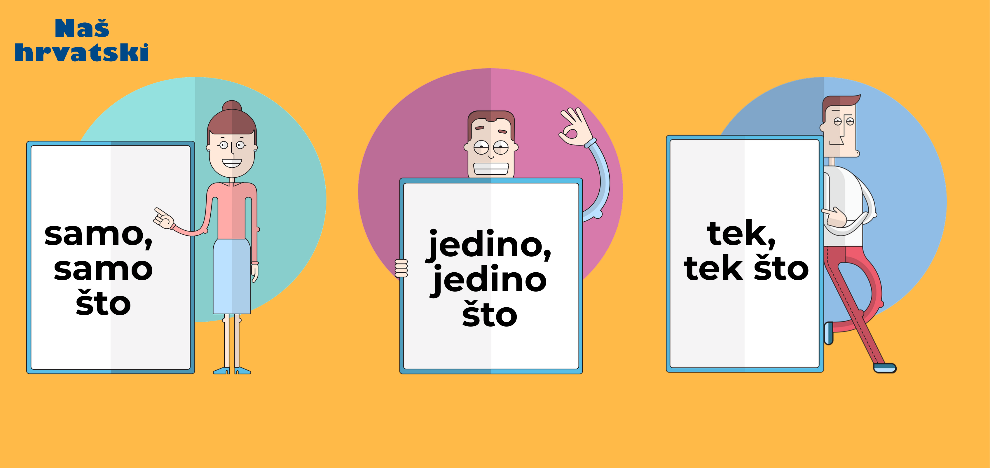 Naš
hrvatski
samo,
samo
što
jedino,
jedino
što
tek,
tek što